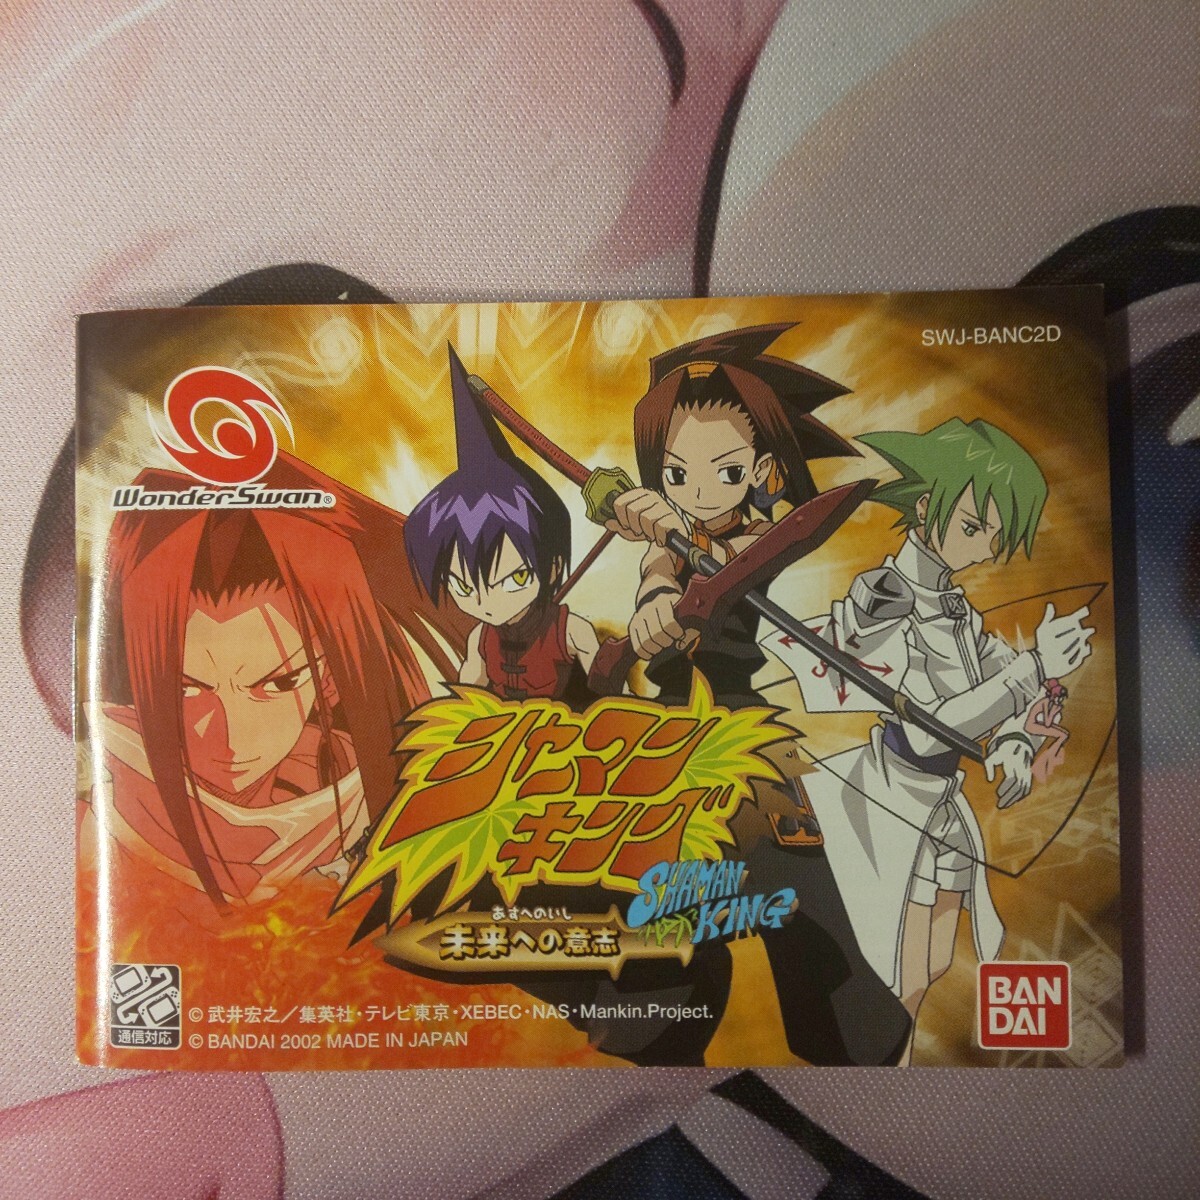 SWJ-BANC2D
WonderSwan®
シャーマン
キング
SHAMAN
KING
あすへのいし
未来への意志
通信対応
© 武井宏之／集英社・テレビ東京・XEBEC・NAS・Mankin.Project.
© BANDAI 2002 MADE IN JAPAN
BAN
DAI